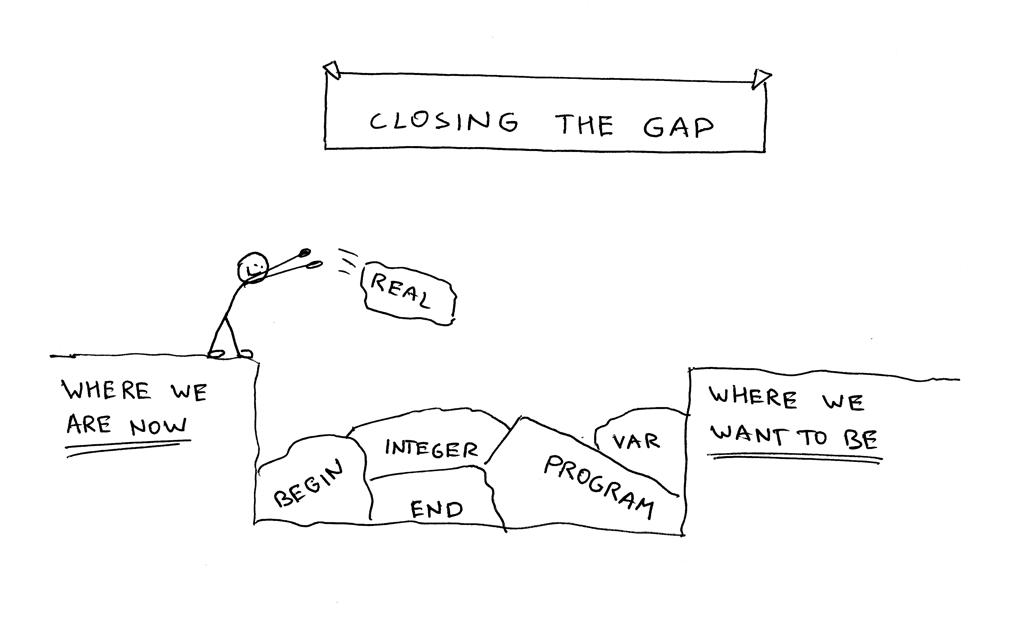 CLOSING THE GAP
REAL
WHERE WE
ARE NOW
WHERE WE
WANT TO BE
BEGIN
INTEGER
END
PROGRAM
VAR